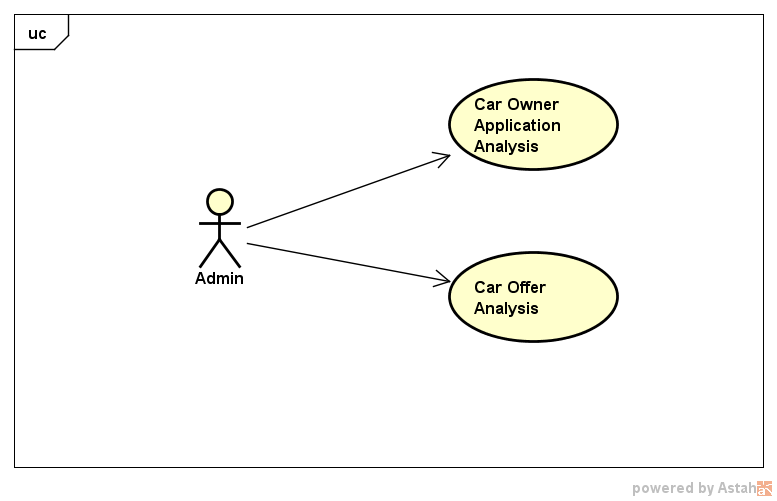 uc
Car Owner
Application
Analysis
Admin
Car Offer
Analysis
powered by Astah